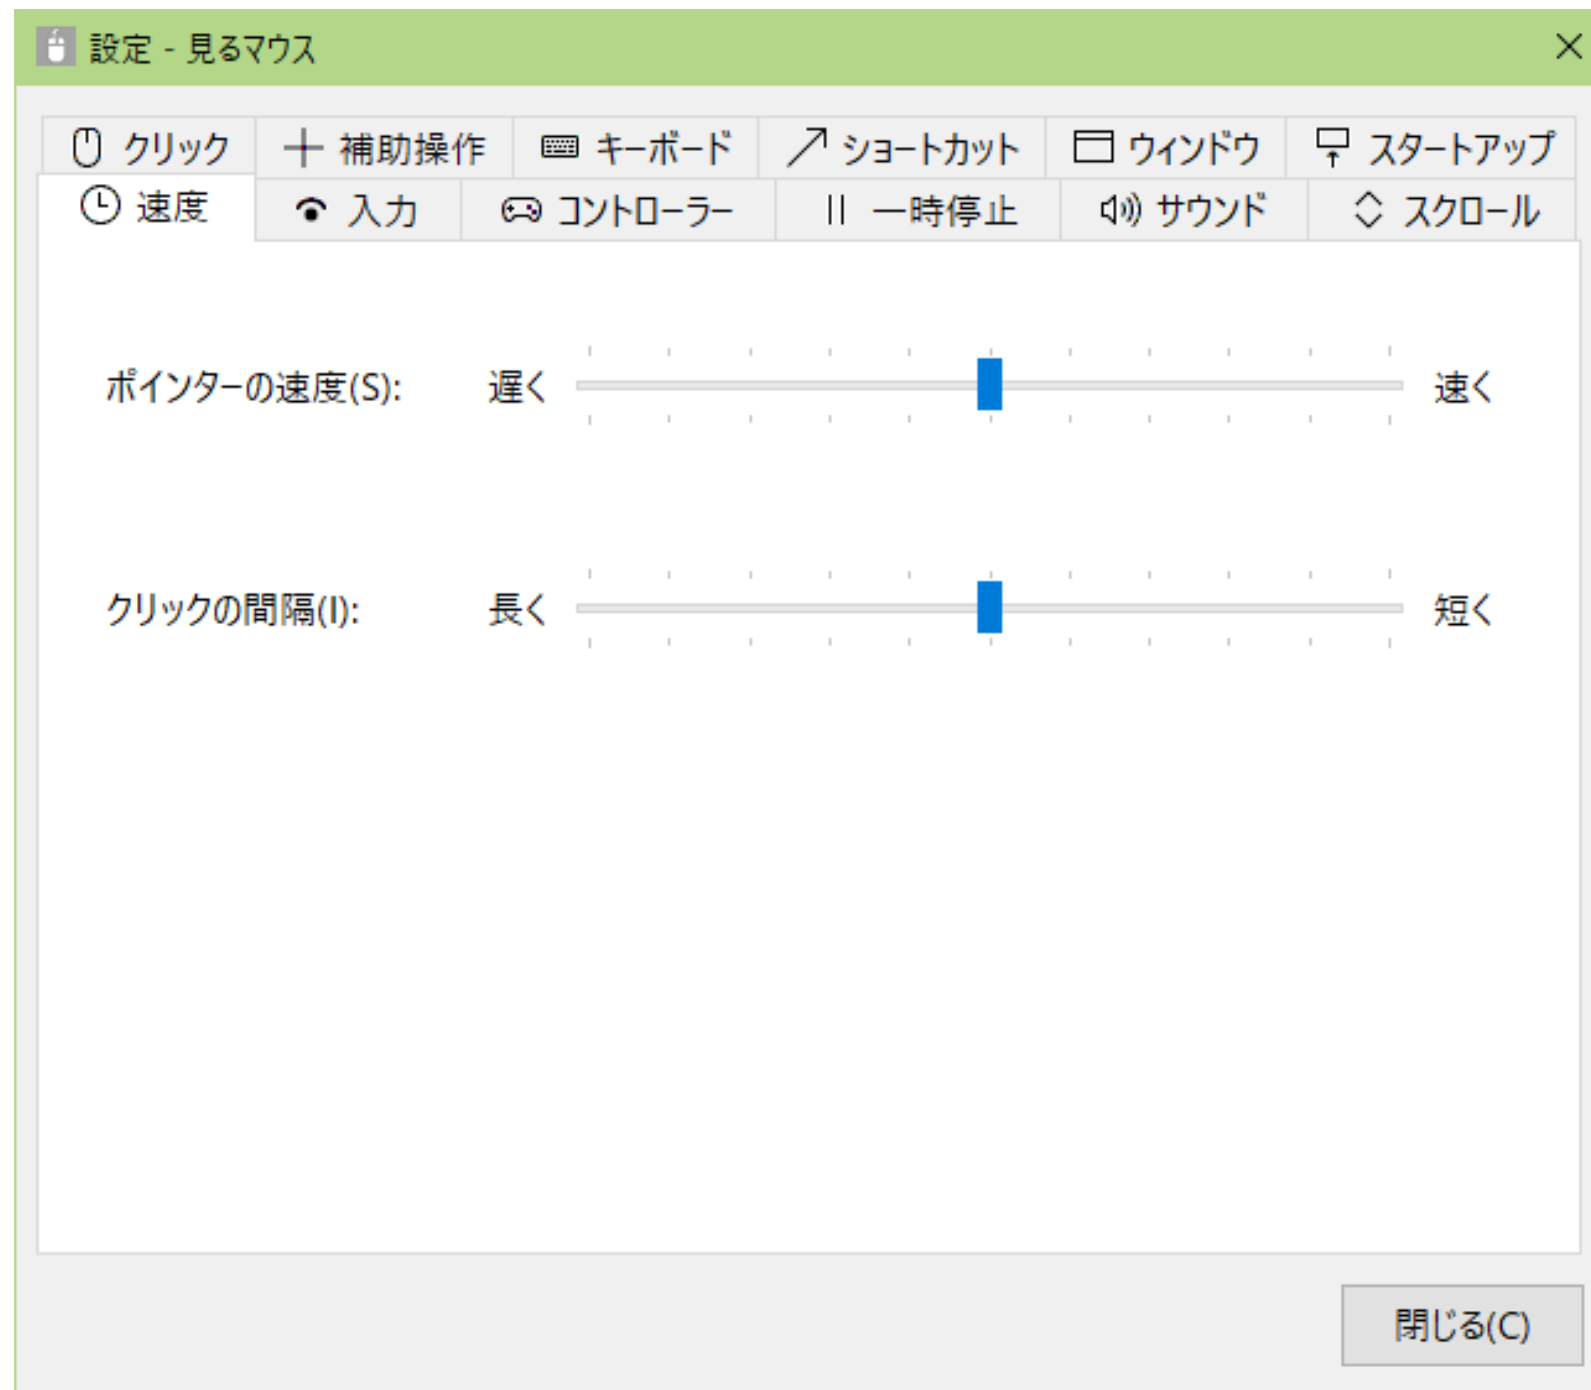 設定 - 見るマウス
クリック 補助操作 キーボード ショートカット ウィンドウ スタートアップ
速度 入力 コントローラー 一時停止 サウンド スクロール
ポインターの速度(S): 遅く 速く
クリックの間隔(I): 長く 短く
閉じる(C)